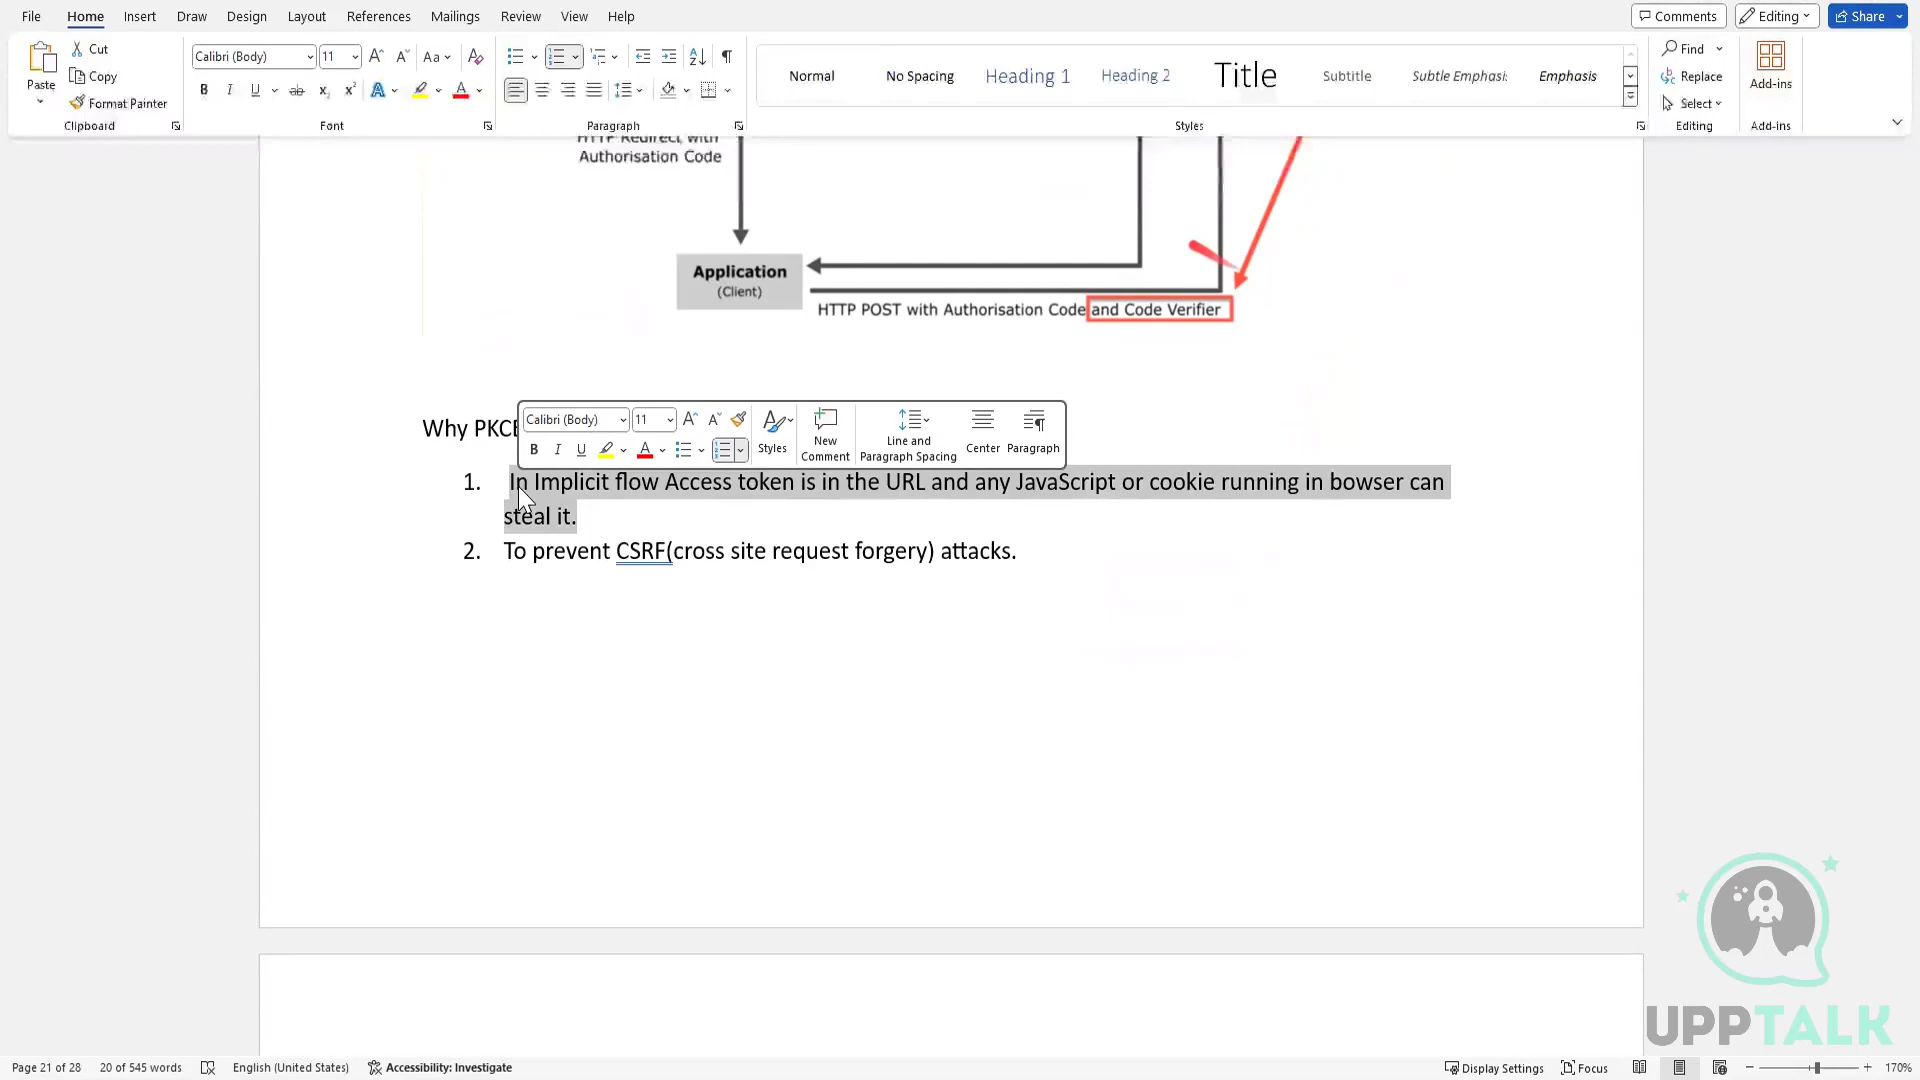 File Home Insert Draw Design Layout References Mailings Review View Help
Comments Editing Share
Paste
Cut
Copy
Format Painter
Clipboard
Calibri (Body) 11
Font
Paragraph
Normal No Spacing Heading 1 Heading 2 Title Subtitle Subtle Emphasi: Emphasis
Styles
Find
Replace
Select
Editing
Add-ins
Add-ins
HTTP Redirect with
Authorisation Code
Application
(Client)
HTTP POST with Authorisation Code and Code Verifier
Calibri (Body) 11
Styles
New
Comment
Line and
Paragraph Spacing
Center
Paragraph
Why PKCE
1. In Implicit flow Access token is in the URL and any JavaScript or cookie running in bowser can
steal it.
2. To prevent CSRF(cross site request forgery) attacks.
UPPTALK
Page 21 of 28 20 of 545 words English (United States) Accessibility: Investigate Display Settings Focus 170%